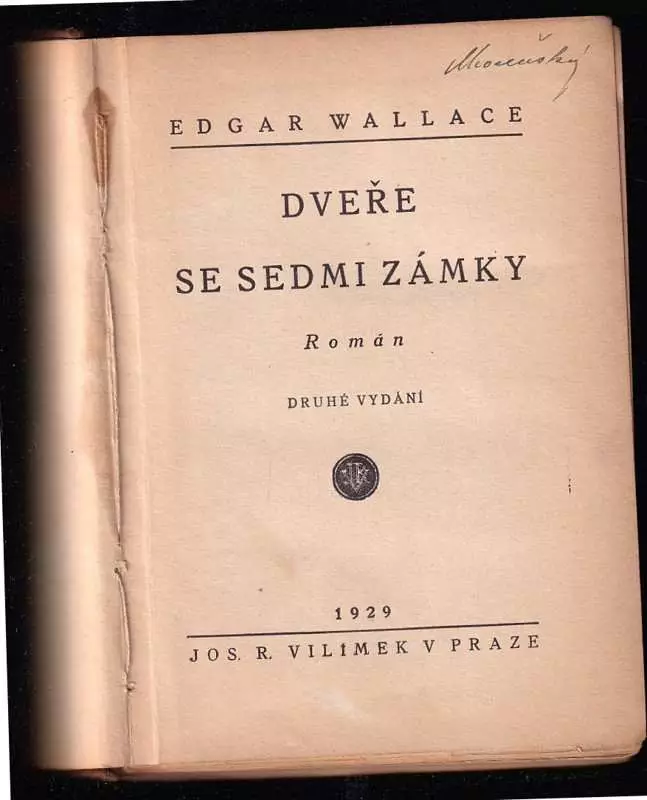 EDGAR WALLACE
DVEŘE
SE SEDMI ZÁMKY
Román
DRUHÉ VYDÁNÍ
1929
JOS. R. VILÍMEK V PRAZE